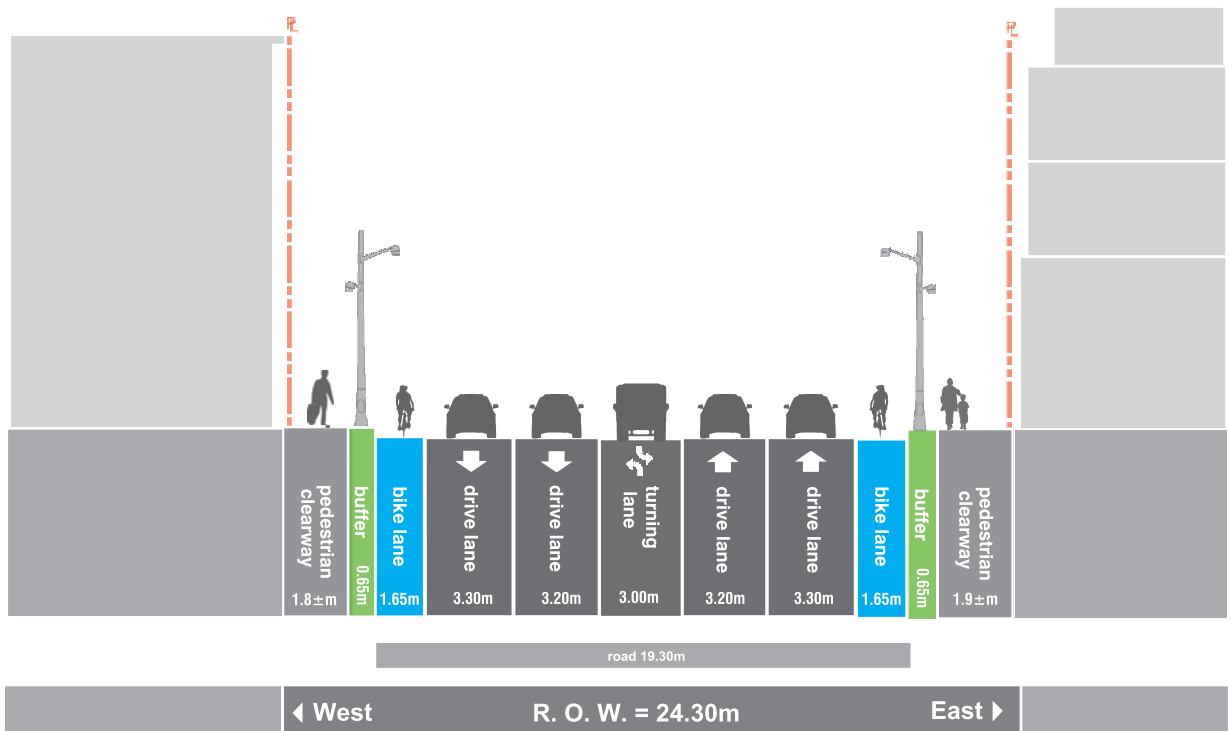 PL
PL
pedestrian
clearway
1.8±m
buffer
0.65m
bike lane
1.65m
drive lane
3.30m
drive lane
3.20m
turning
lane
3.00m
drive lane
3.20m
drive lane
3.30m
bike lane
1.65m
buffer
0.65m
pedestrian
clearway
1.9±m
road 19.30m
West
R. O. W. = 24.30m
East